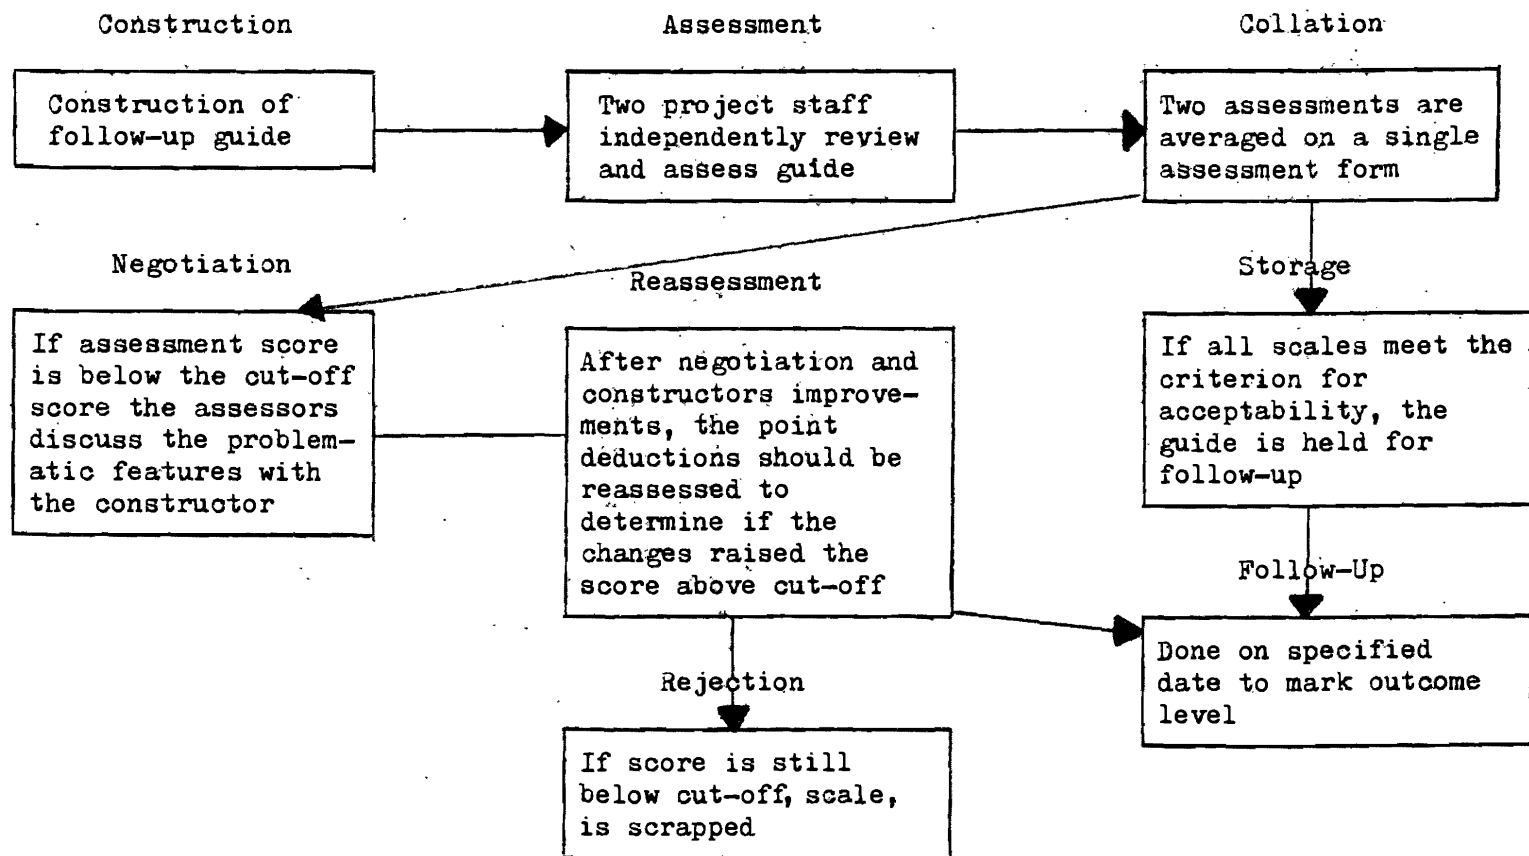 Construction
Construction of
follow-up guide
Assessment
Two project staff
independently review
and assess guide
Collation
Two assessments are
averaged on a single
assessment form
Negotiation
If assessment score
is below the cut-off
score the assessors
discuss the problem-
atic features with
the constructor
Reassessment
After negotiation and
constructors improve-
ments, the point
deductions should be
reassessed to
determine if the
changes raised the
score above cut-off
Storage
If all scales meet the
criterion for
acceptability, the
guide is held for
follow-up
Follow-Up
Done on specified
date to mark outcome
level
Rejection
If score is still
below cut-off, scale,
is scrapped